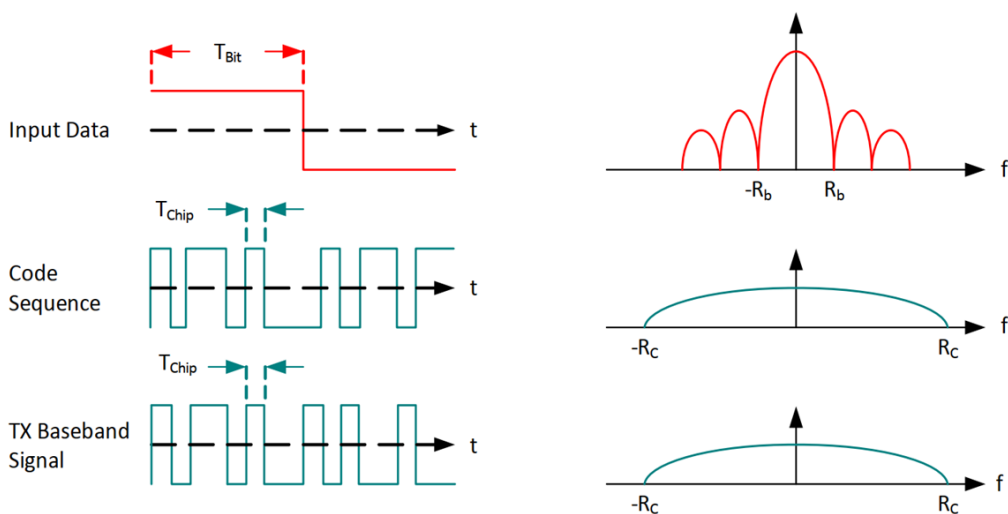 T_Bit
Input Data
t
-R_b
R_b
f
T_Chip
Code
Sequence
t
-R_C
R_C
f
T_Chip
TX Baseband
Signal
t
-R_C
R_C
f